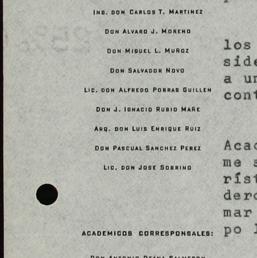 ING. DON CARLOS T. MARTINEZ
DON ALVARO J. MORENO
DON MIGUEL L. MUÑOZ
DON SALVADOR NOVO
LIC. DON ALFREDO PORRAS GUILLEN
DON J. IGNACIO RUBIO MAÑE
ARQ. DON LUIS ENRIQUE RUIZ
DON PASCUAL SANCHEZ PEREZ
LIC. DON JOSE SOBRINO
ACADEMICOS CORRESPONSALES:
los
side
a un
cont
Acad
me s
ríst
dero
mar
po l